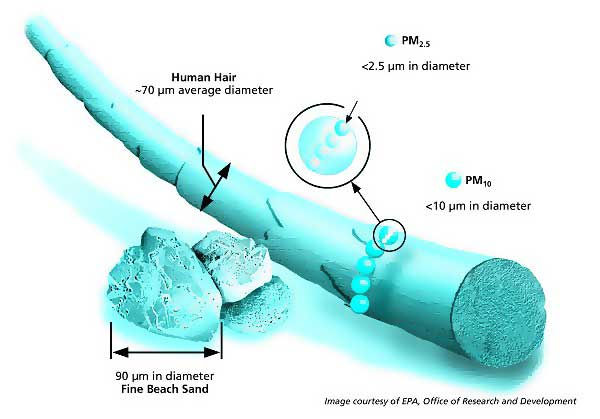 PM2.5
<2.5 µm in diameter
Human Hair
~70 µm average diameter
PM10
<10 µm in diameter
90 µm in diameter
Fine Beach Sand
Image courtesy of EPA, Office of Research and Development